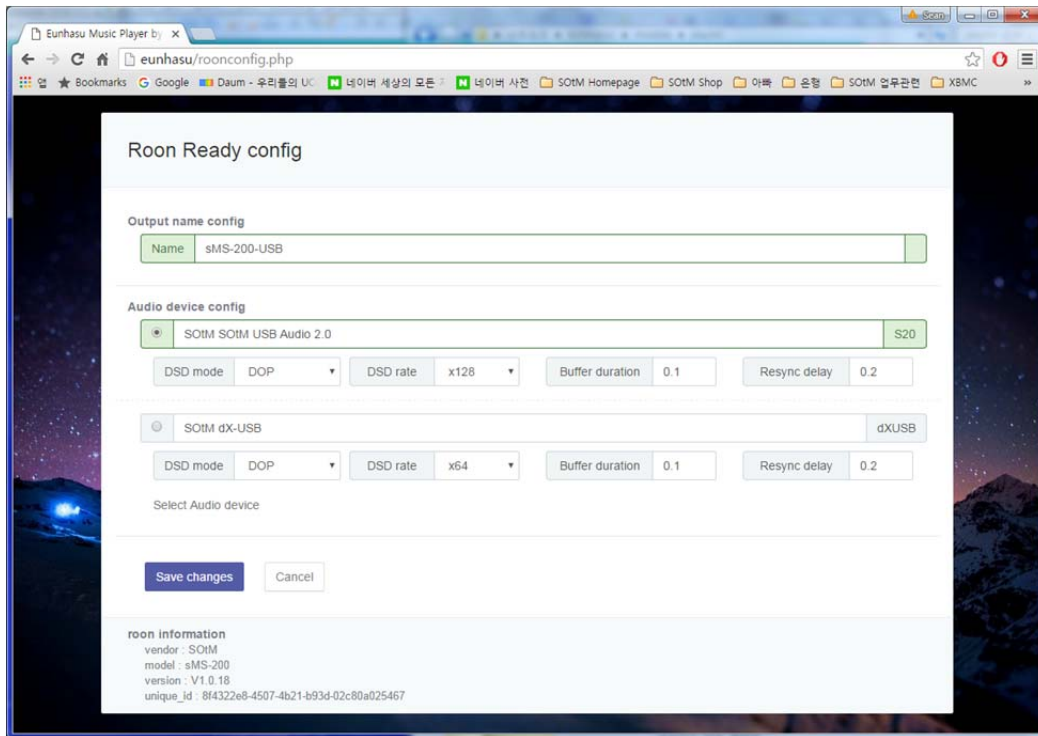 Sean
Eunhasu Music Player by
eunhasu/roonconfig.php
앱 Bookmarks Google Daum - 우리들의 UC 네이버 세상의 모든 네이버 사전 SOtM Homepage SOtM Shop 아빠 은행 SOtM 업무관련 XBMC »
Roon Ready config
Output name config
Name sMS-200-USB
Audio device config
SOtM SOtM USB Audio 2.0 S20
DSD mode DOP DSD rate x128 Buffer duration 0.1 Resync delay 0.2
SOtM dX-USB dXUSB
DSD mode DOP DSD rate x64 Buffer duration 0.1 Resync delay 0.2
Select Audio device
Save changes Cancel
roon information
vendor : SOtM
model : sMS-200
version : V1.0.18
unique_id : 8f4322e8-4507-4b21-b93d-02c80a025467